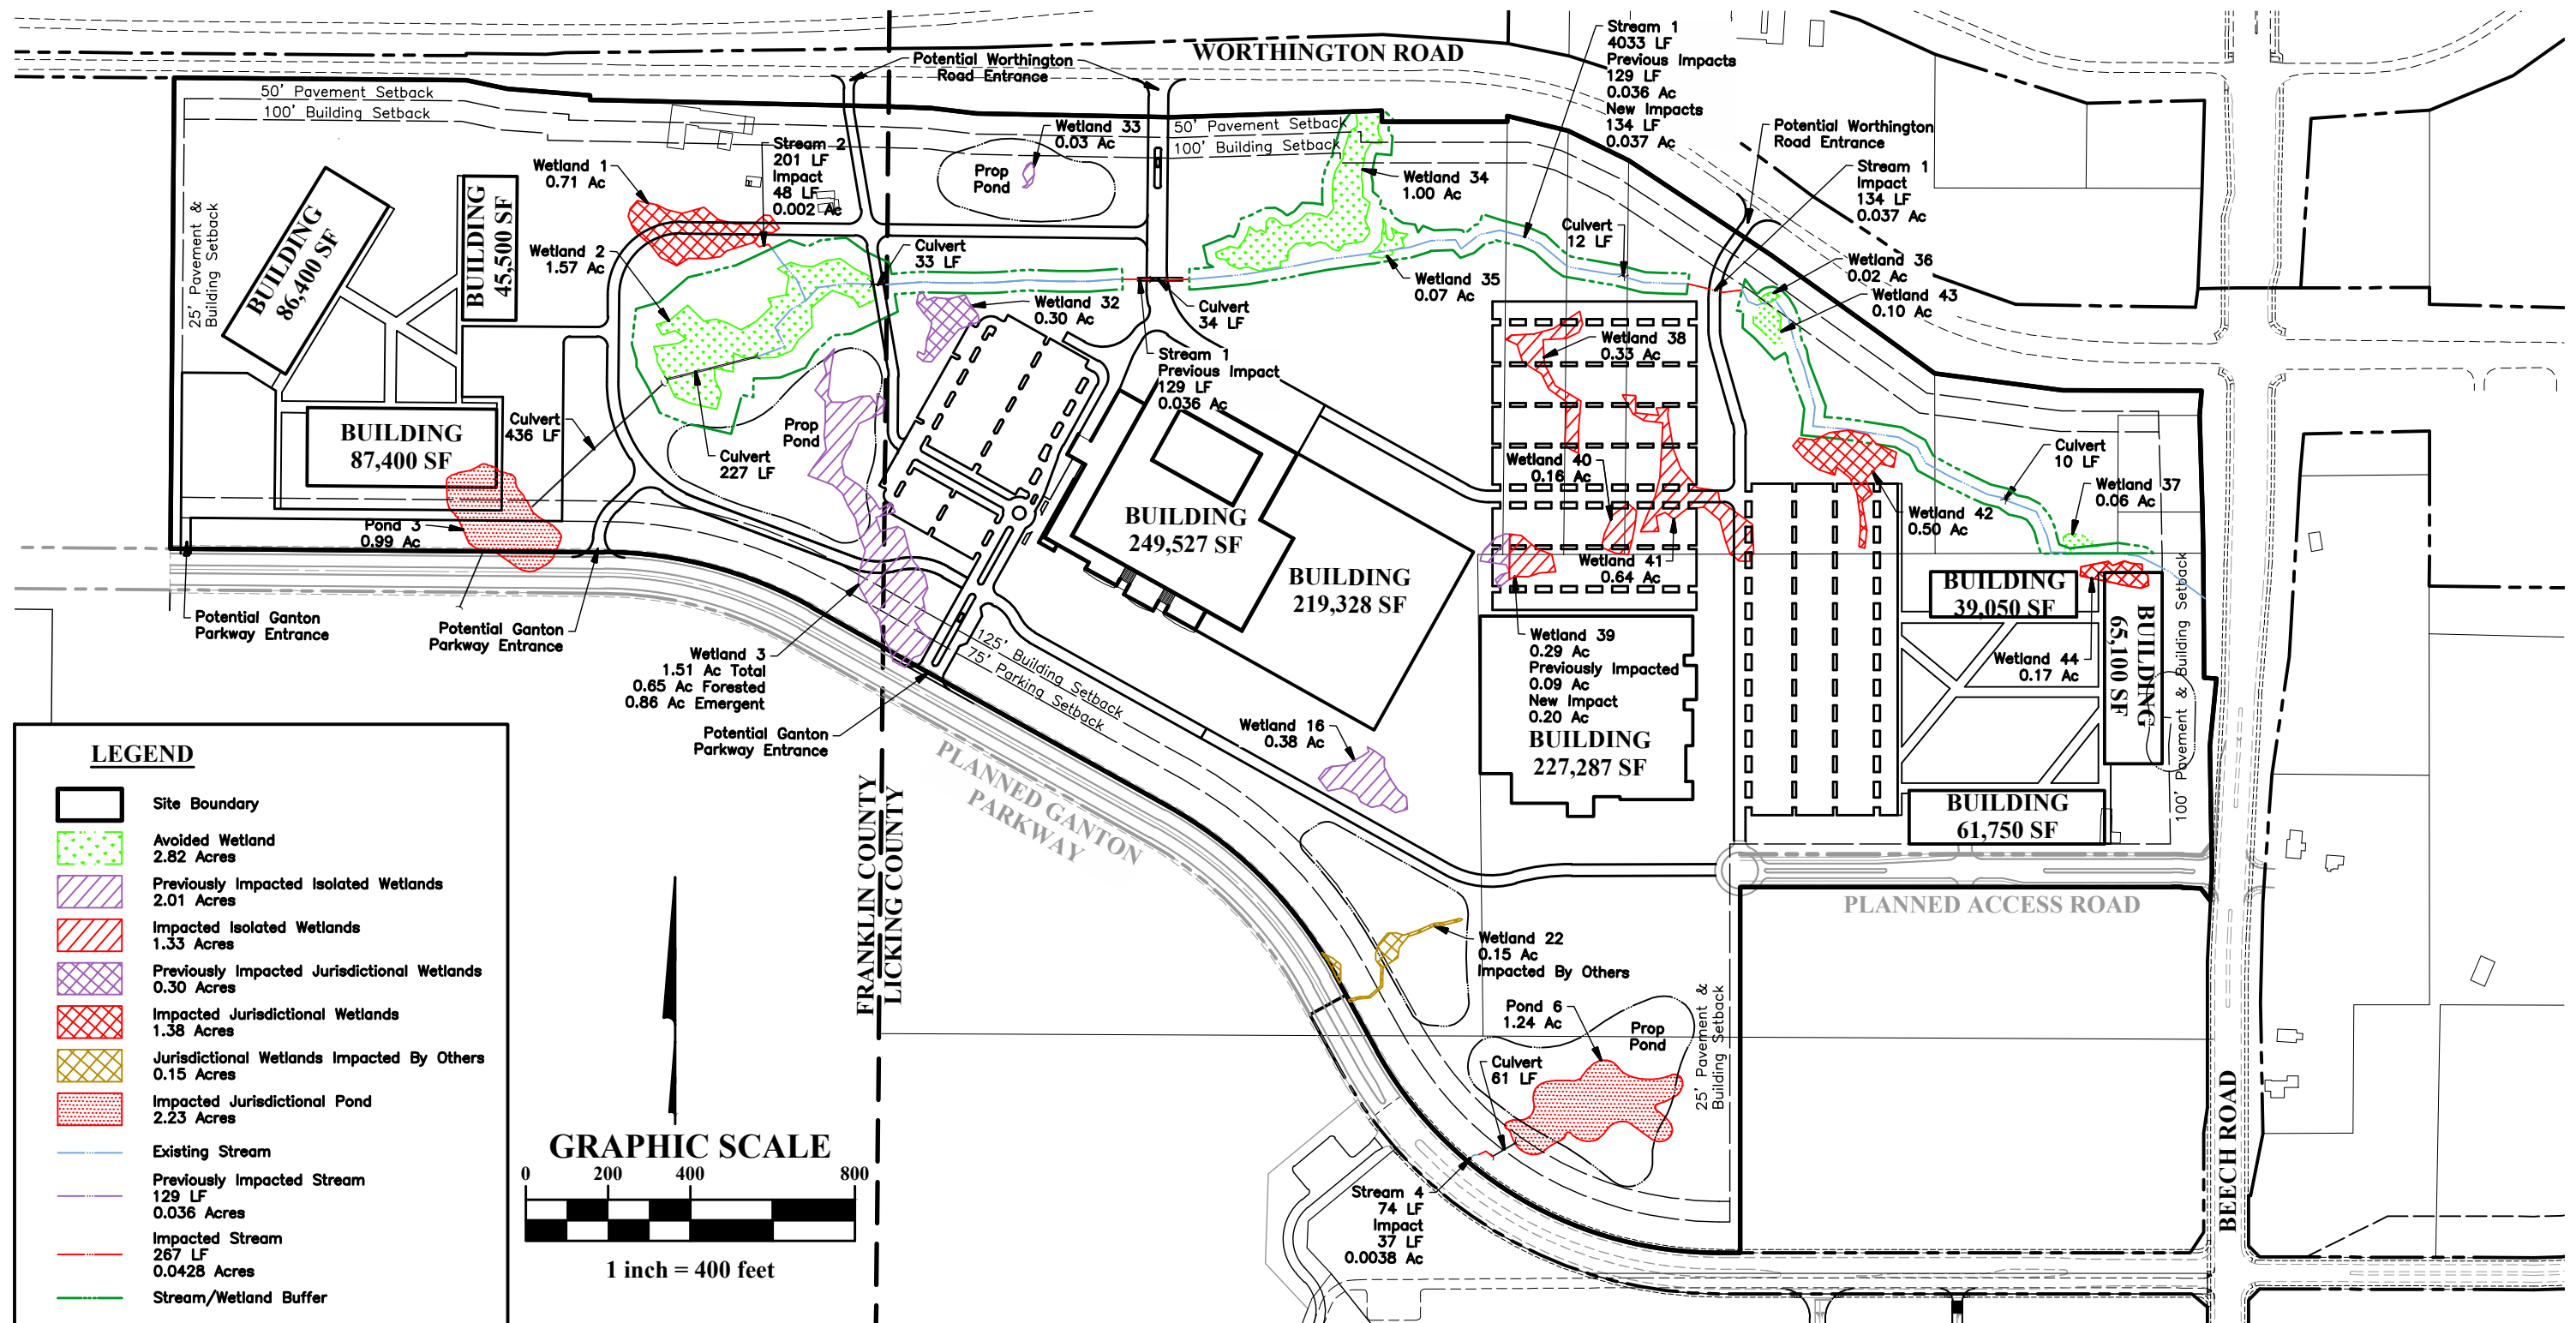 WORTHINGTON ROAD
Potential Worthington
Road Entrance
Stream 1
4033 LF
Previous Impacts
129 LF
0.036 Ac
New Impacts
134 LF
0.037 Ac
50' Pavement Setback
100' Building Setback
50' Pavement Setback
100' Building Setback
Potential Worthington
Road Entrance
Wetland 33
0.03 Ac
Prop
Pond
Stream 2
201 LF
Impact
48 LF
0.002 Ac
Wetland 1
0.71 Ac
Wetland 34
1.00 Ac
Stream 1
Impact
134 LF
0.037 Ac
25' Pavement &
Building Setback
BUILDING
86,400 SF
BUILDING
45,500 SF
Wetland 2
1.57 Ac
Culvert
33 LF
Culvert
12 LF
Wetland 35
0.07 Ac
Wetland 36
0.02 Ac
Wetland 43
0.10 Ac
Wetland 32
0.30 Ac
Culvert
34 LF
Stream 1
Previous Impact
129 LF
0.036 Ac
Wetland 38
0.33 Ac
BUILDING
87,400 SF
Culvert
436 LF
Prop
Pond
Culvert
227 LF
Wetland 40
0.16 Ac
Culvert
10 LF
Wetland 37
0.06 Ac
Wetland 42
0.50 Ac
Pond 3
0.99 Ac
BUILDING
249,527 SF
BUILDING
219,328 SF
Wetland 41
0.64 Ac
BUILDING
39,050 SF
BUILDING
65,100 SF
100' Pavement & Building Setback
Potential Ganton
Parkway Entrance
Potential Ganton
Parkway Entrance
Wetland 3
1.51 Ac Total
0.65 Ac Forested
0.86 Ac Emergent
125' Building Setback
75' Parking Setback
Wetland 39
0.29 Ac
Previously Impacted
0.09 Ac
New Impact
0.20 Ac
Wetland 44
0.17 Ac
Potential Ganton
Parkway Entrance
Wetland 16
0.38 Ac
BUILDING
227,287 SF
BUILDING
61,750 SF
PLANNED GANTON
PARKWAY
FRANKLIN COUNTY
LICKING COUNTY
PLANNED ACCESS ROAD
Wetland 22
0.15 Ac
Impacted By Others
Pond 6
1.24 Ac
Prop
Pond
25' Pavement &
Building Setback
Culvert
61 LF
Stream 4
74 LF
Impact
37 LF
0.0038 Ac
BEECH ROAD
LEGEND
Site Boundary
Avoided Wetland
2.82 Acres
Previously Impacted Isolated Wetlands
2.01 Acres
Impacted Isolated Wetlands
1.33 Acres
Previously Impacted Jurisdictional Wetlands
0.30 Acres
Impacted Jurisdictional Wetlands
1.38 Acres
Jurisdictional Wetlands Impacted By Others
0.15 Acres
Impacted Jurisdictional Pond
2.23 Acres
Existing Stream
Previously Impacted Stream
129 LF
0.036 Acres
Impacted Stream
267 LF
0.0428 Acres
Stream/Wetland Buffer
GRAPHIC SCALE
0 200 400 800
1 inch = 400 feet